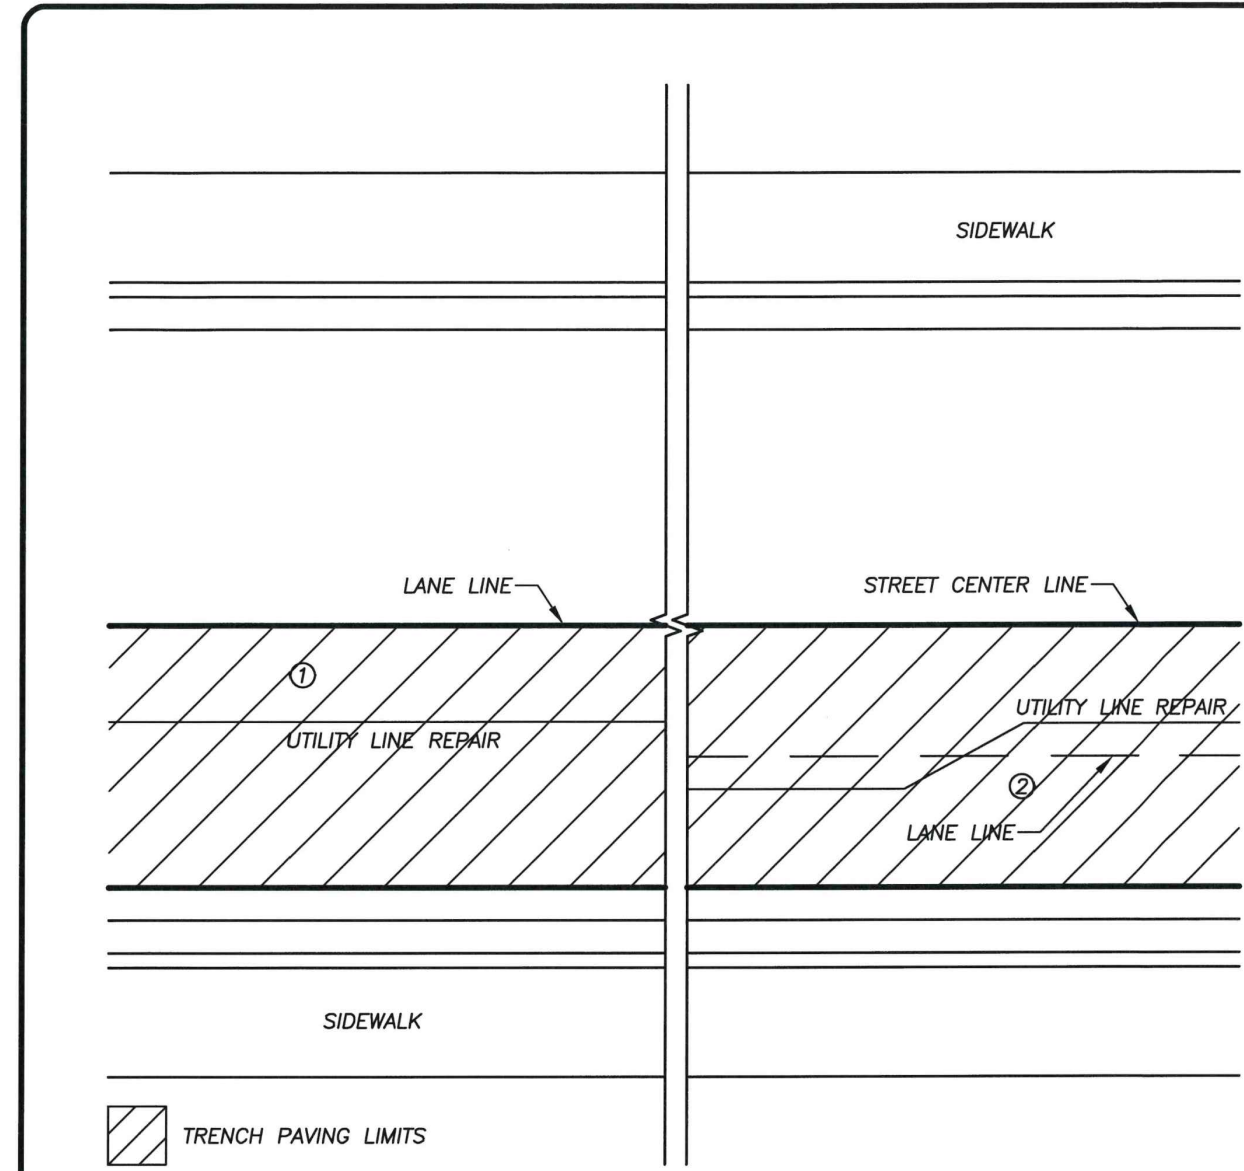 SIDEWALK
LANE LINE
STREET CENTER LINE
①
UTILITY LINE REPAIR
UTILITY LINE REPAIR
②
LANE LINE
SIDEWALK
TRENCH PAVING LIMITS